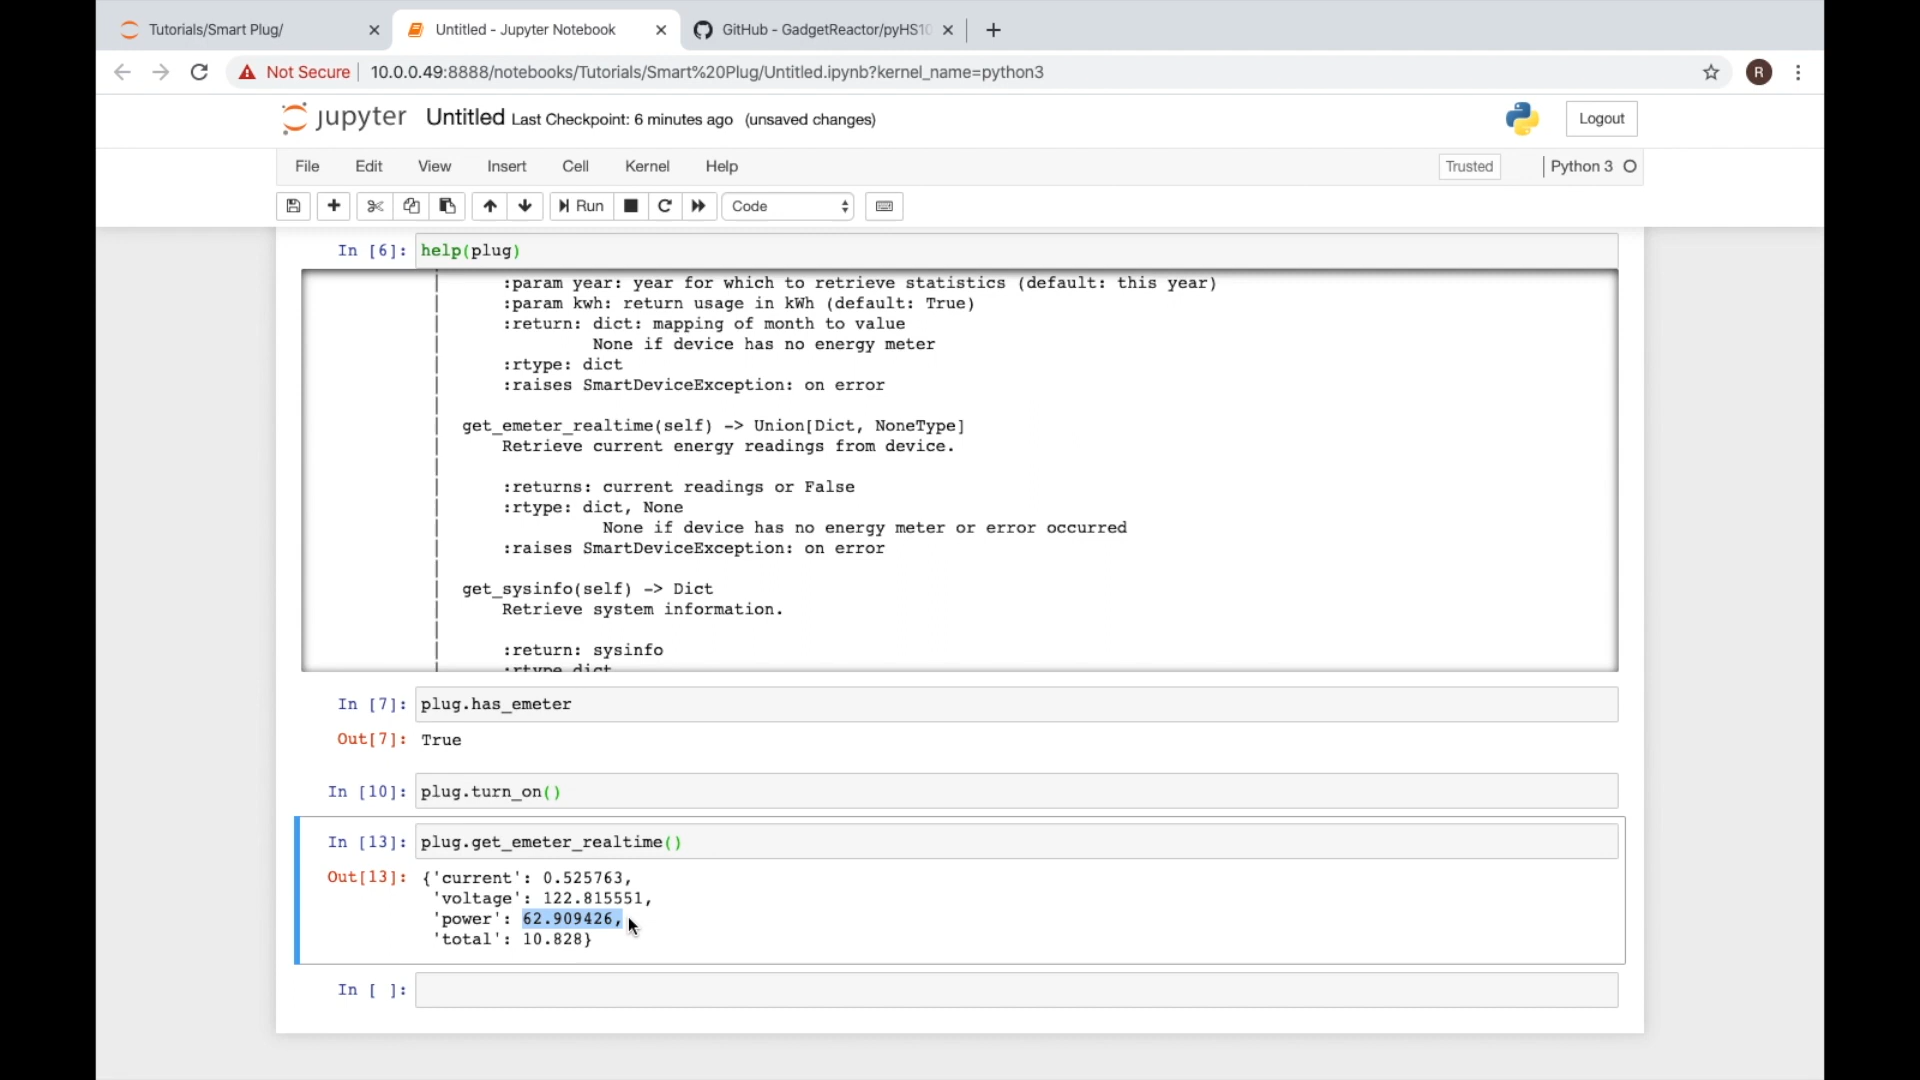 Tutorials/Smart Plug/
Untitled - Jupyter Notebook
GitHub - GadgetReactor/pyHS10
Not Secure
10.0.0.49:8888/notebooks/Tutorials/Smart%20Plug/Untitled.ipynb?kernel_name=python3
R
jupyter Untitled Last Checkpoint: 6 minutes ago (unsaved changes)
Logout
File Edit View Insert Cell Kernel Help
Trusted
Python 3
Run
Code
In [6]: help(plug)
:param year: year for which to retrieve statistics (default: this year)
:param kwh: return usage in kWh (default: True)
:return: dict: mapping of month to value
None if device has no energy meter
:rtype: dict
:raises SmartDeviceException: on error
get_emeter_realtime(self) -> Union[Dict, NoneType]
Retrieve current energy readings from device.
:returns: current readings or False
:rtype: dict, None
None if device has no energy meter or error occurred
:raises SmartDeviceException: on error
get_sysinfo(self) -> Dict
Retrieve system information.
:return: sysinfo
:rtype dict
In [7]: plug.has_emeter
Out[7]: True
In [10]: plug.turn_on()
In [13]: plug.get_emeter_realtime()
Out[13]: {'current': 0.525763,
'voltage': 122.815551,
'power': 62.909426,
'total': 10.828}
In [ ]: